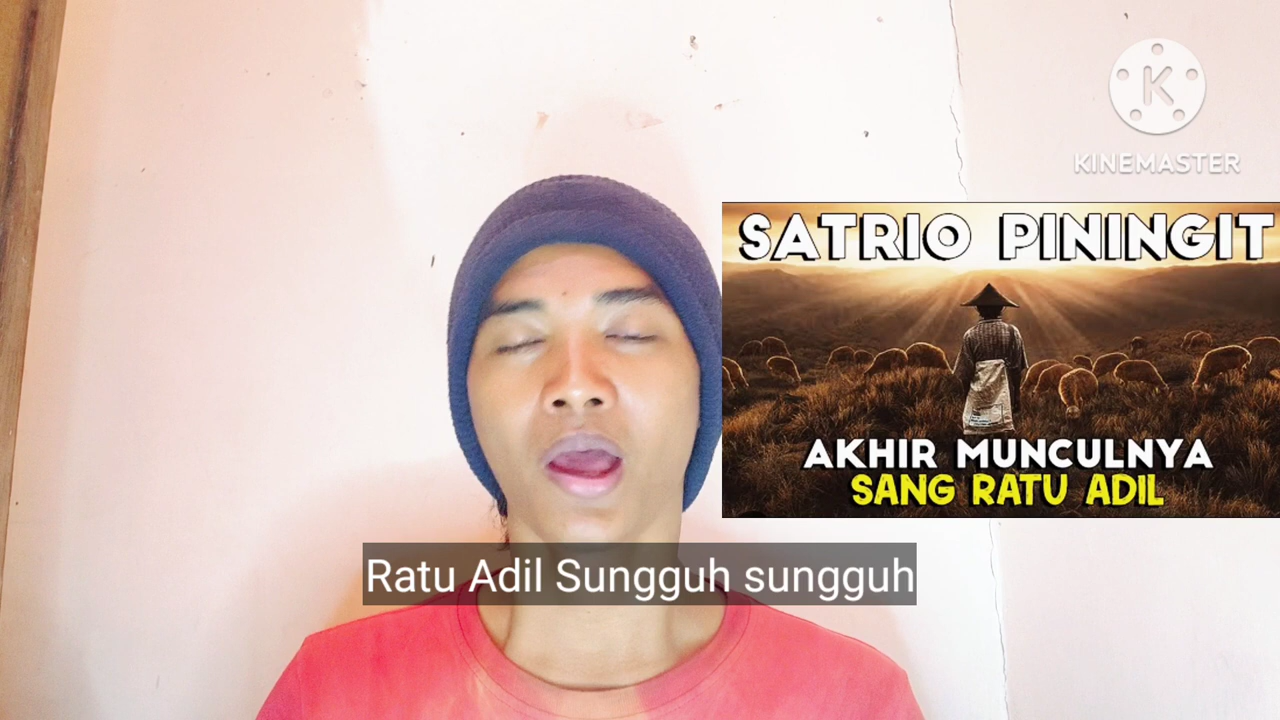 K
KINEMASTER
SATRIO PININGIT
AKHIR MUNCULNYA
SANG RATU ADIL
Ratu Adil Sungguh sungguh